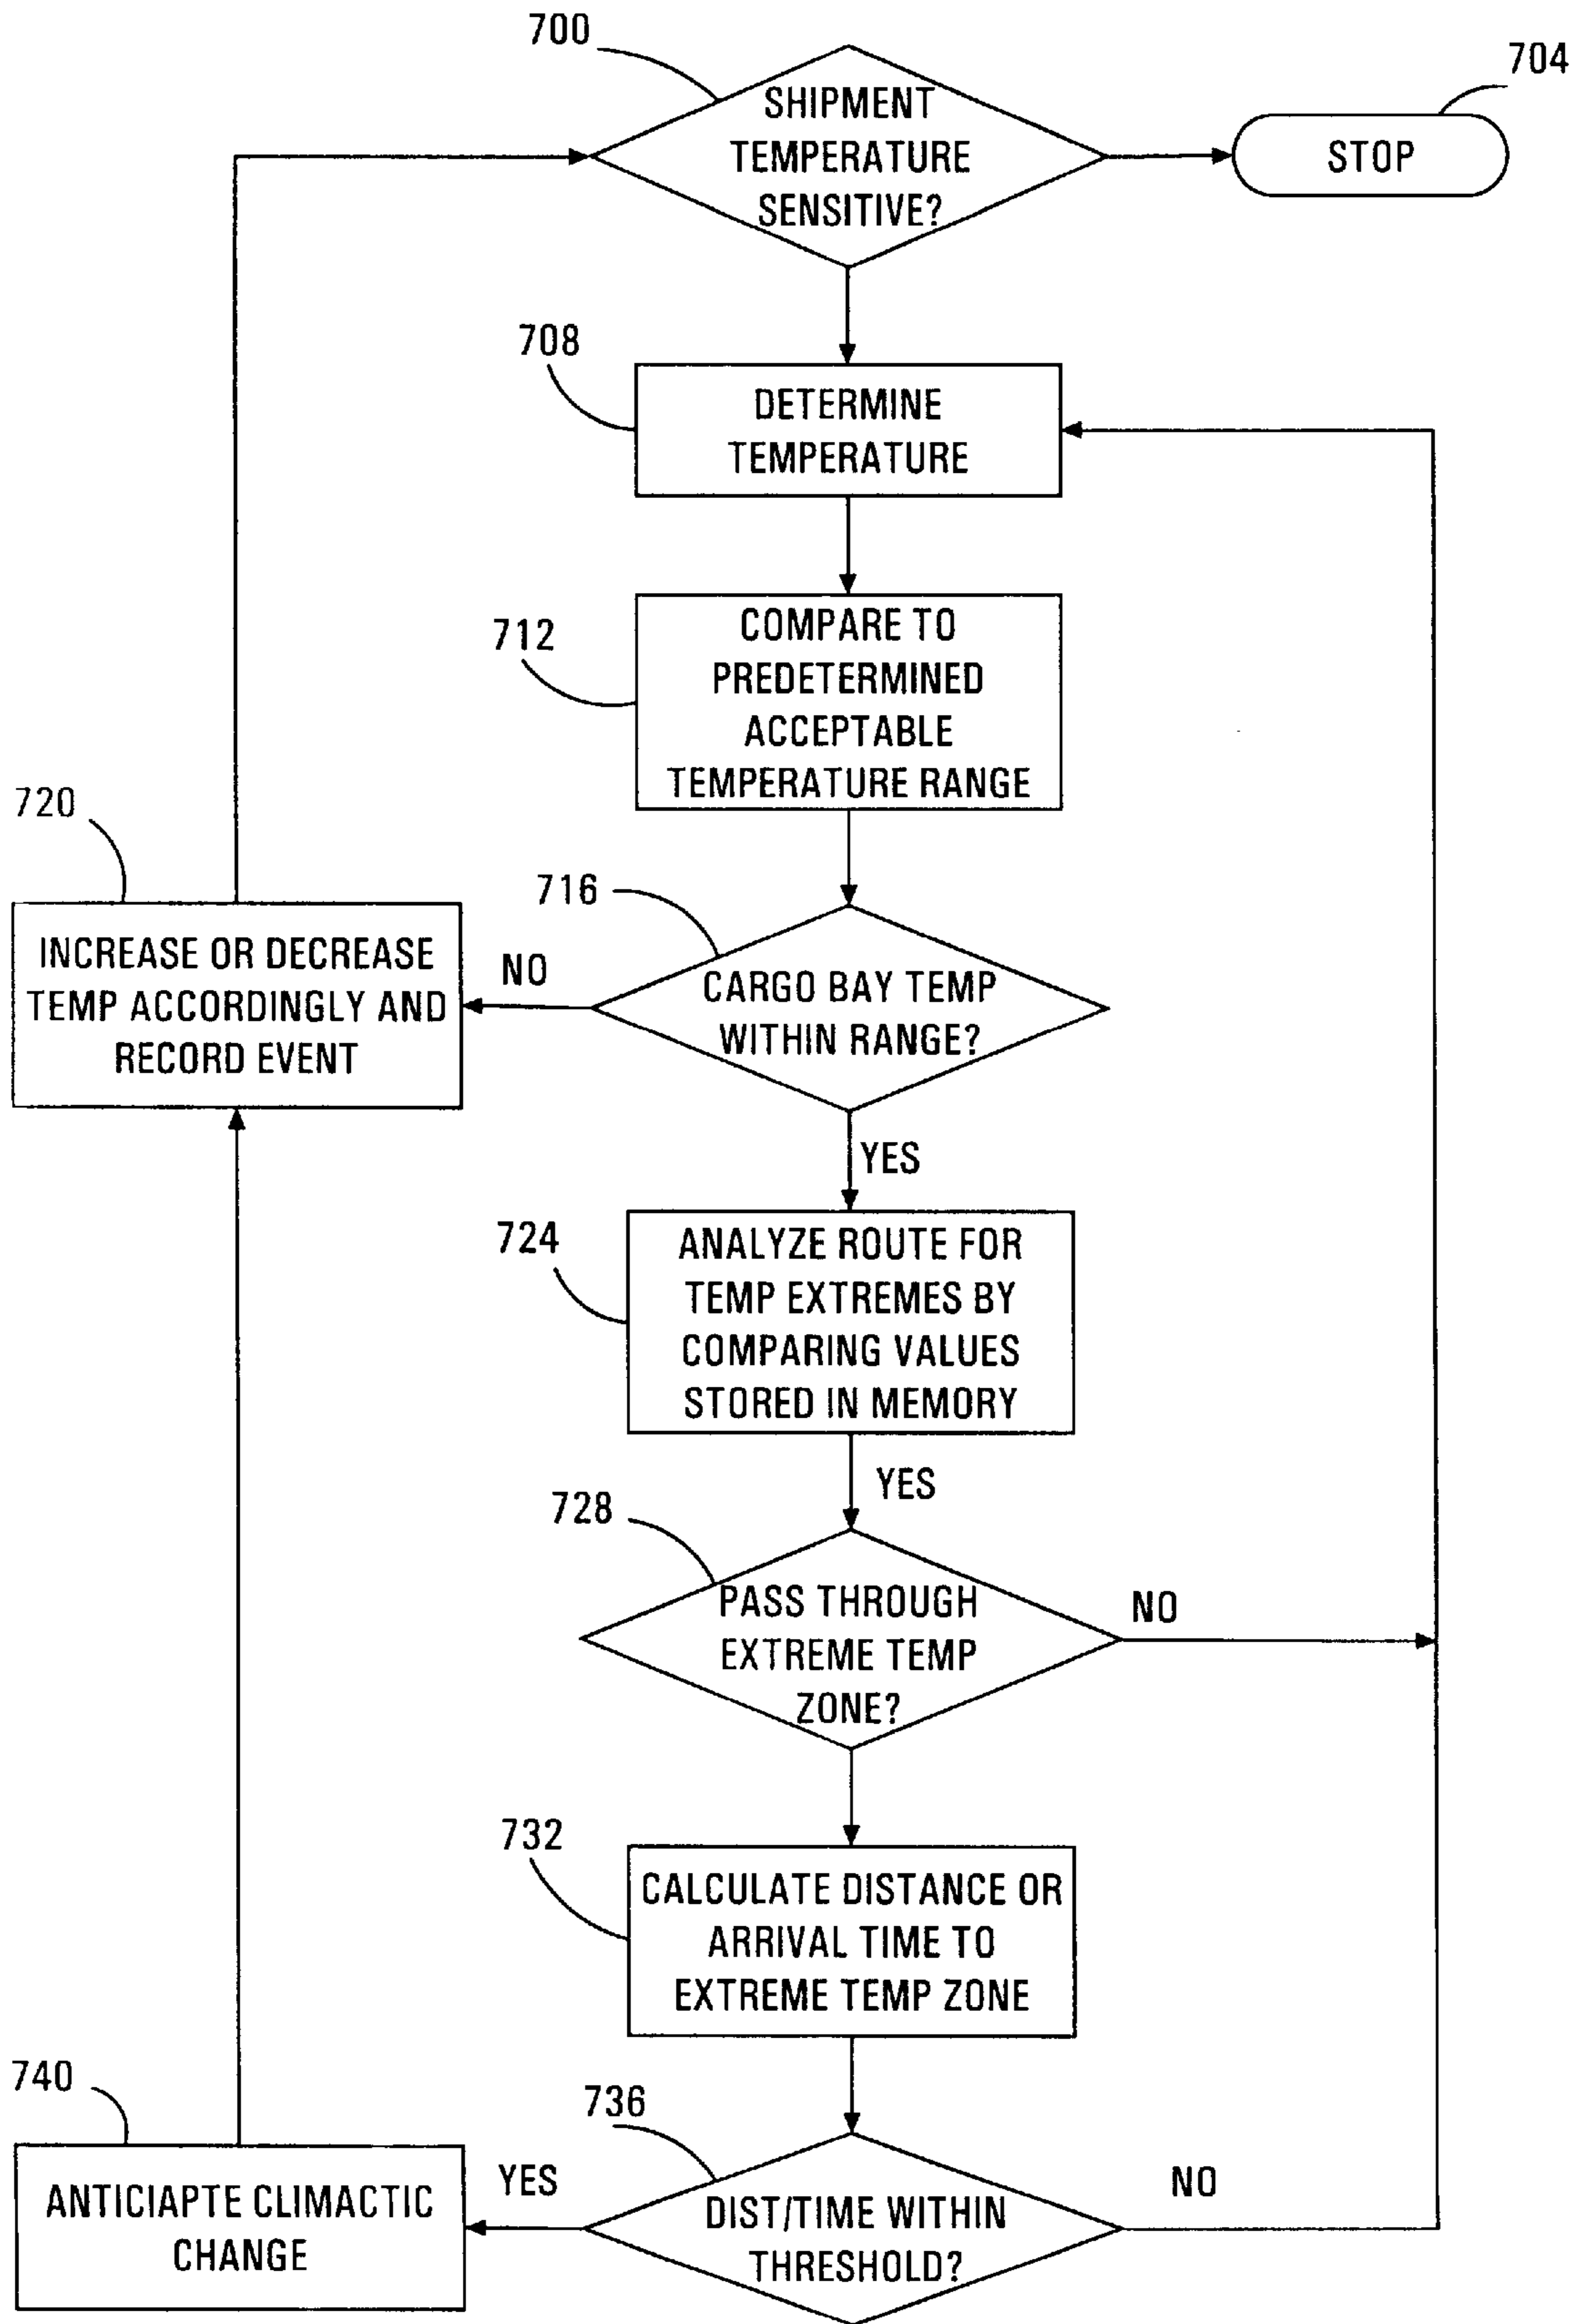 700
704
SHIPMENT
TEMPERATURE
SENSITIVE?
STOP
708
DETERMINE
TEMPERATURE
712
COMPARE TO
PREDETERMINED
ACCEPTABLE
TEMPERATURE RANGE
720
716
INCREASE OR DECREASE
TEMP ACCORDINGLY AND
RECORD EVENT
NO
CARGO BAY TEMP
WITHIN RANGE?
YES
724
ANALYZE ROUTE FOR
TEMP EXTREMES BY
COMPARING VALUES
STORED IN MEMORY
YES
728
PASS THROUGH
EXTREME TEMP
ZONE?
NO
732
CALCULATE DISTANCE OR
ARRIVAL TIME TO
EXTREME TEMP ZONE
740
736
ANTICIAPTE CLIMACTIC
CHANGE
YES
DIST/TIME WITHIN
THRESHOLD?
NO